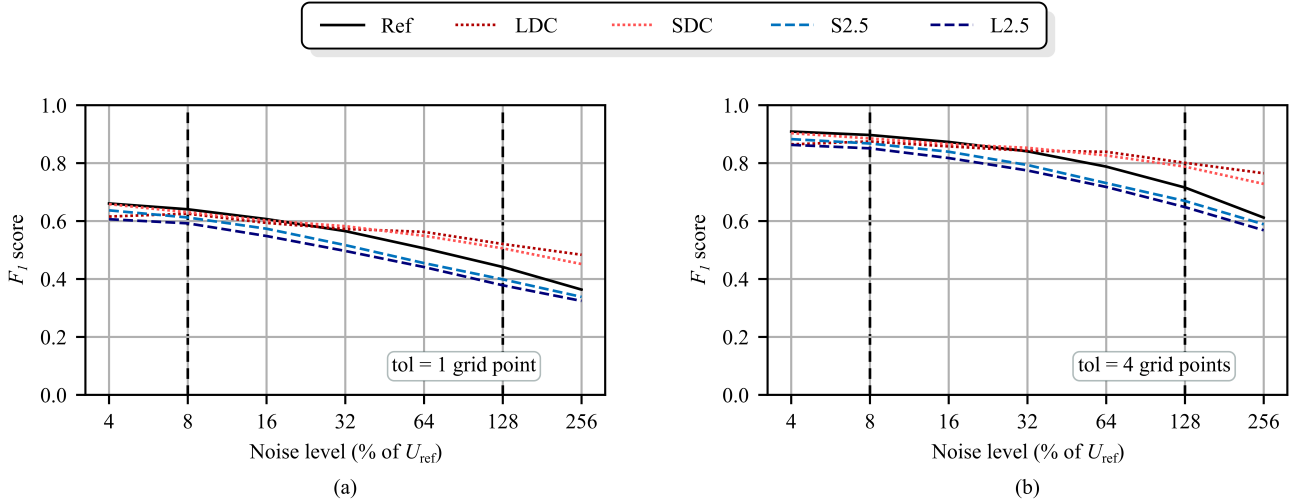 Ref LDC SDC S2.5 L2.5
1.0
0.8
0.6
0.4
0.2
0.0
F1 score
tol = 1 grid point
4 8 16 32 64 128 256
Noise level (% of Uref)
(a)
1.0
0.8
0.6
0.4
0.2
0.0
F1 score
tol = 4 grid points
4 8 16 32 64 128 256
Noise level (% of Uref)
(b)